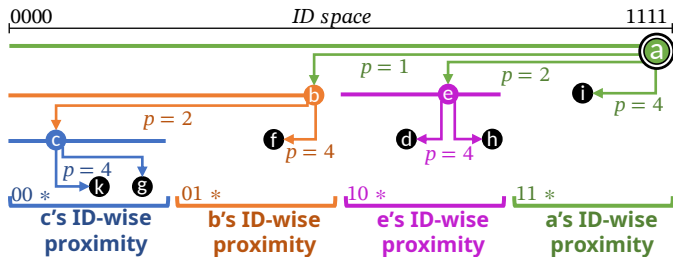 0000 ID space 1111
a
p = 1
p = 2
b e i
p = 4
p = 2
c f d h
p = 4 p = 4
p = 4
k g
00 * 01 * 10 * 11 *
c's ID-wise proximity
b's ID-wise proximity
e's ID-wise proximity
a's ID-wise proximity